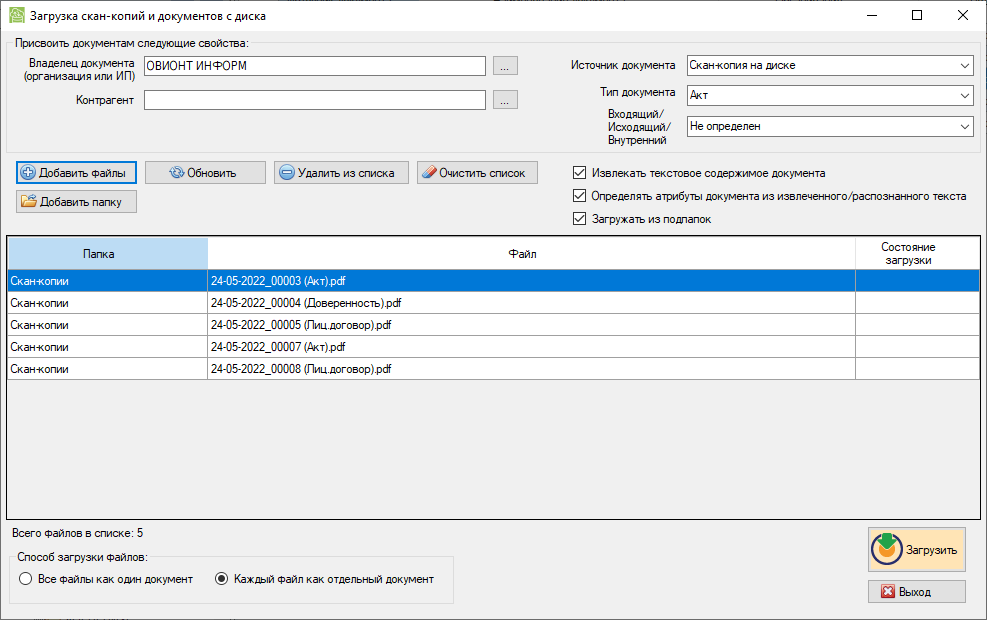 Загрузка скан-копий и документов с диска
Присвоить документам следующие свойства:
Владелец документа
(организация или ИП)
ОВИОНТ ИНФОРМ
...
Контрагент
...
Источник документа
Скан-копия на диске
Тип документа
Акт
Входящий/
Исходящий/
Внутренний
Не определен
Добавить файлы
Обновить
Удалить из списка
Очистить список
Добавить папку
Извлекать текстовое содержимое документа
Определять атрибуты документа из извлеченного/распознанного текста
Загружать из подпапок
Папка Файл Состояние
загрузки
Скан-копии 24-05-2022_00003 (Акт).pdf
Скан-копии 24-05-2022_00004 (Доверенность).pdf
Скан-копии 24-05-2022_00005 (Лиц.договор).pdf
Скан-копии 24-05-2022_00007 (Акт).pdf
Скан-копии 24-05-2022_00008 (Лиц.договор).pdf
Всего файлов в списке: 5
Способ загрузки файлов:
Все файлы как один документ
Каждый файл как отдельный документ
Загрузить
Выход